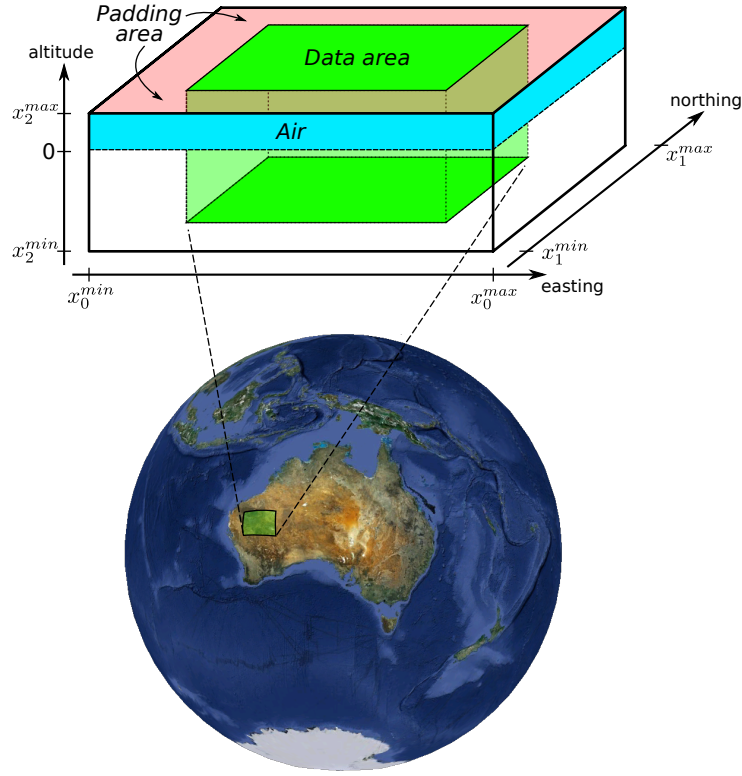 Padding
area
altitude
Data area
northing
x_2^{max}
Air
0
x_1^{max}
x_2^{min}
x_1^{min}
x_0^{min}
x_0^{max}
easting